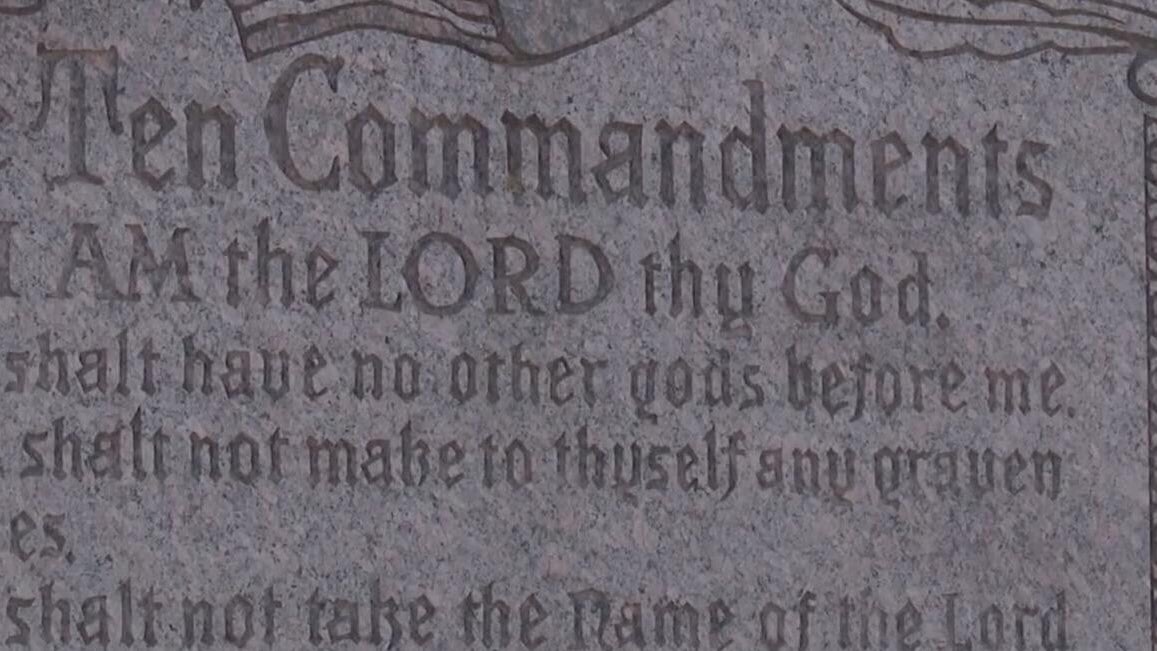 Ten Commandments
I AM the LORD thy God.
shalt have no other gods before me.
shalt not make to thyself any graven
es.
shalt not take the Name of the Lord